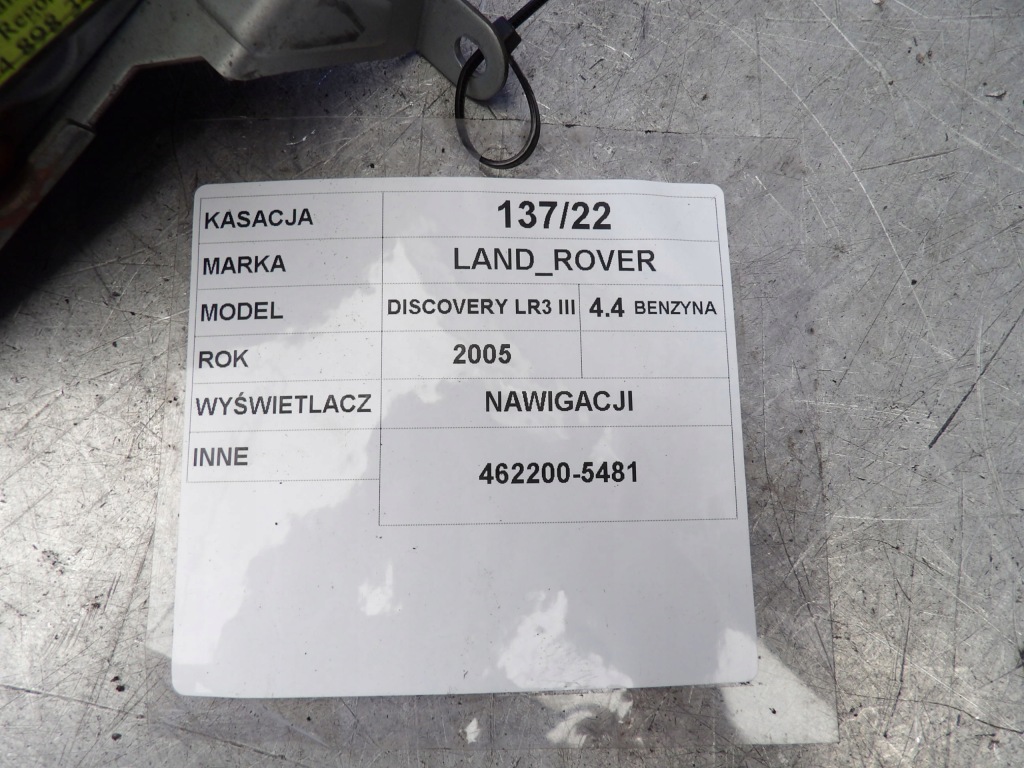 808
KASACJA 137/22
MARKA LAND_ROVER
MODEL DISCOVERY LR3 III 4.4 BENZYNA
ROK 2005
WYŚWIETLACZ NAWIGACJI
INNE 462200-5481